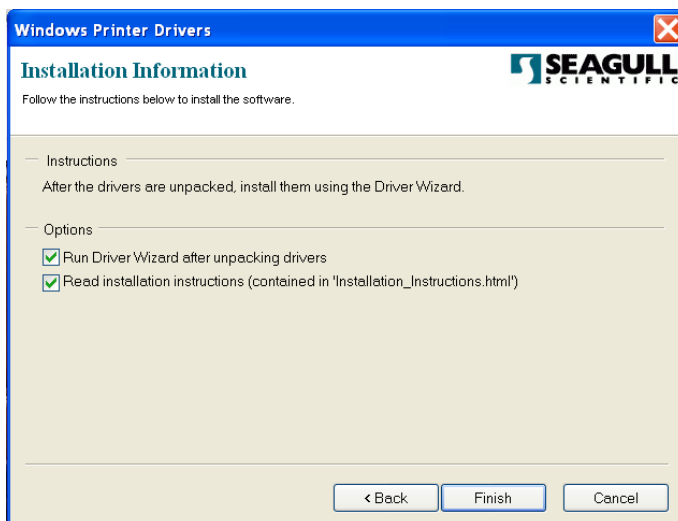 Windows Printer Drivers
Installation Information
Follow the instructions below to install the software.
SEAGULL
SCIENTIFIC
Instructions
After the drivers are unpacked, install them using the Driver Wizard.
Options
Run Driver Wizard after unpacking drivers
Read installation instructions (contained in 'Installation_Instructions.html')
< Back
Finish
Cancel